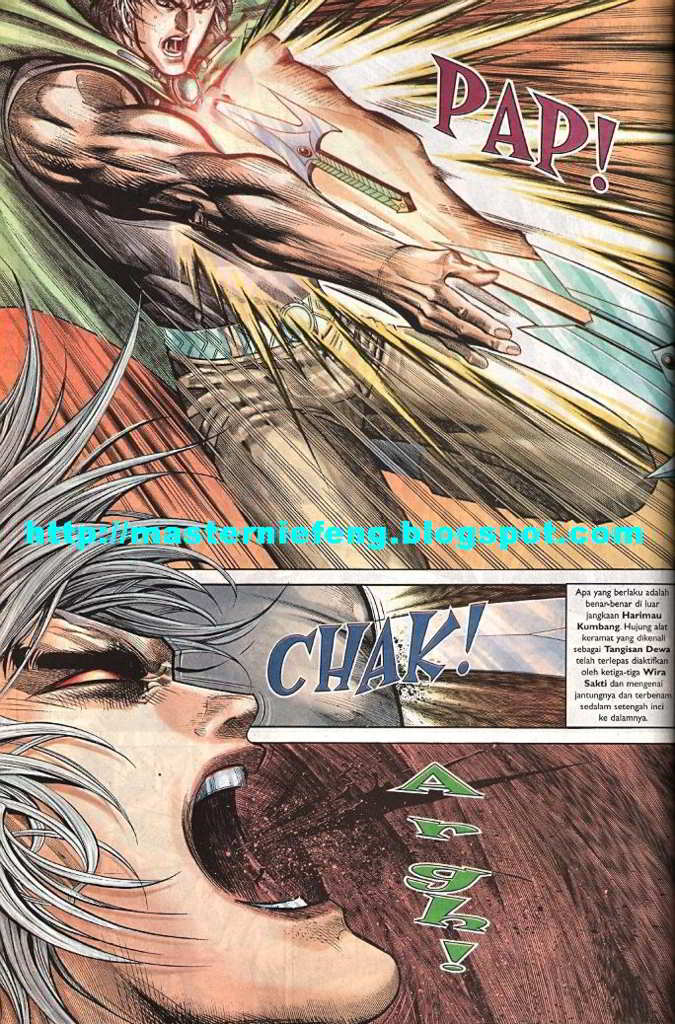 PAP!
http://masterniefeng.blogspot.com
CHAK!
Apa yang berlaku adalah
benar-benar di luar
jangkaan Harimau
Kumbang. Hujung alat
keramat yang dikenali
sebagai Tangisan Dewa
telah terlepas diaktifkan
oleh ketiga-tiga Wira
Sakti dan mengenai
jantungnya dan terbenam
sedalam setengah inci
ke dalamnya.
Argh!